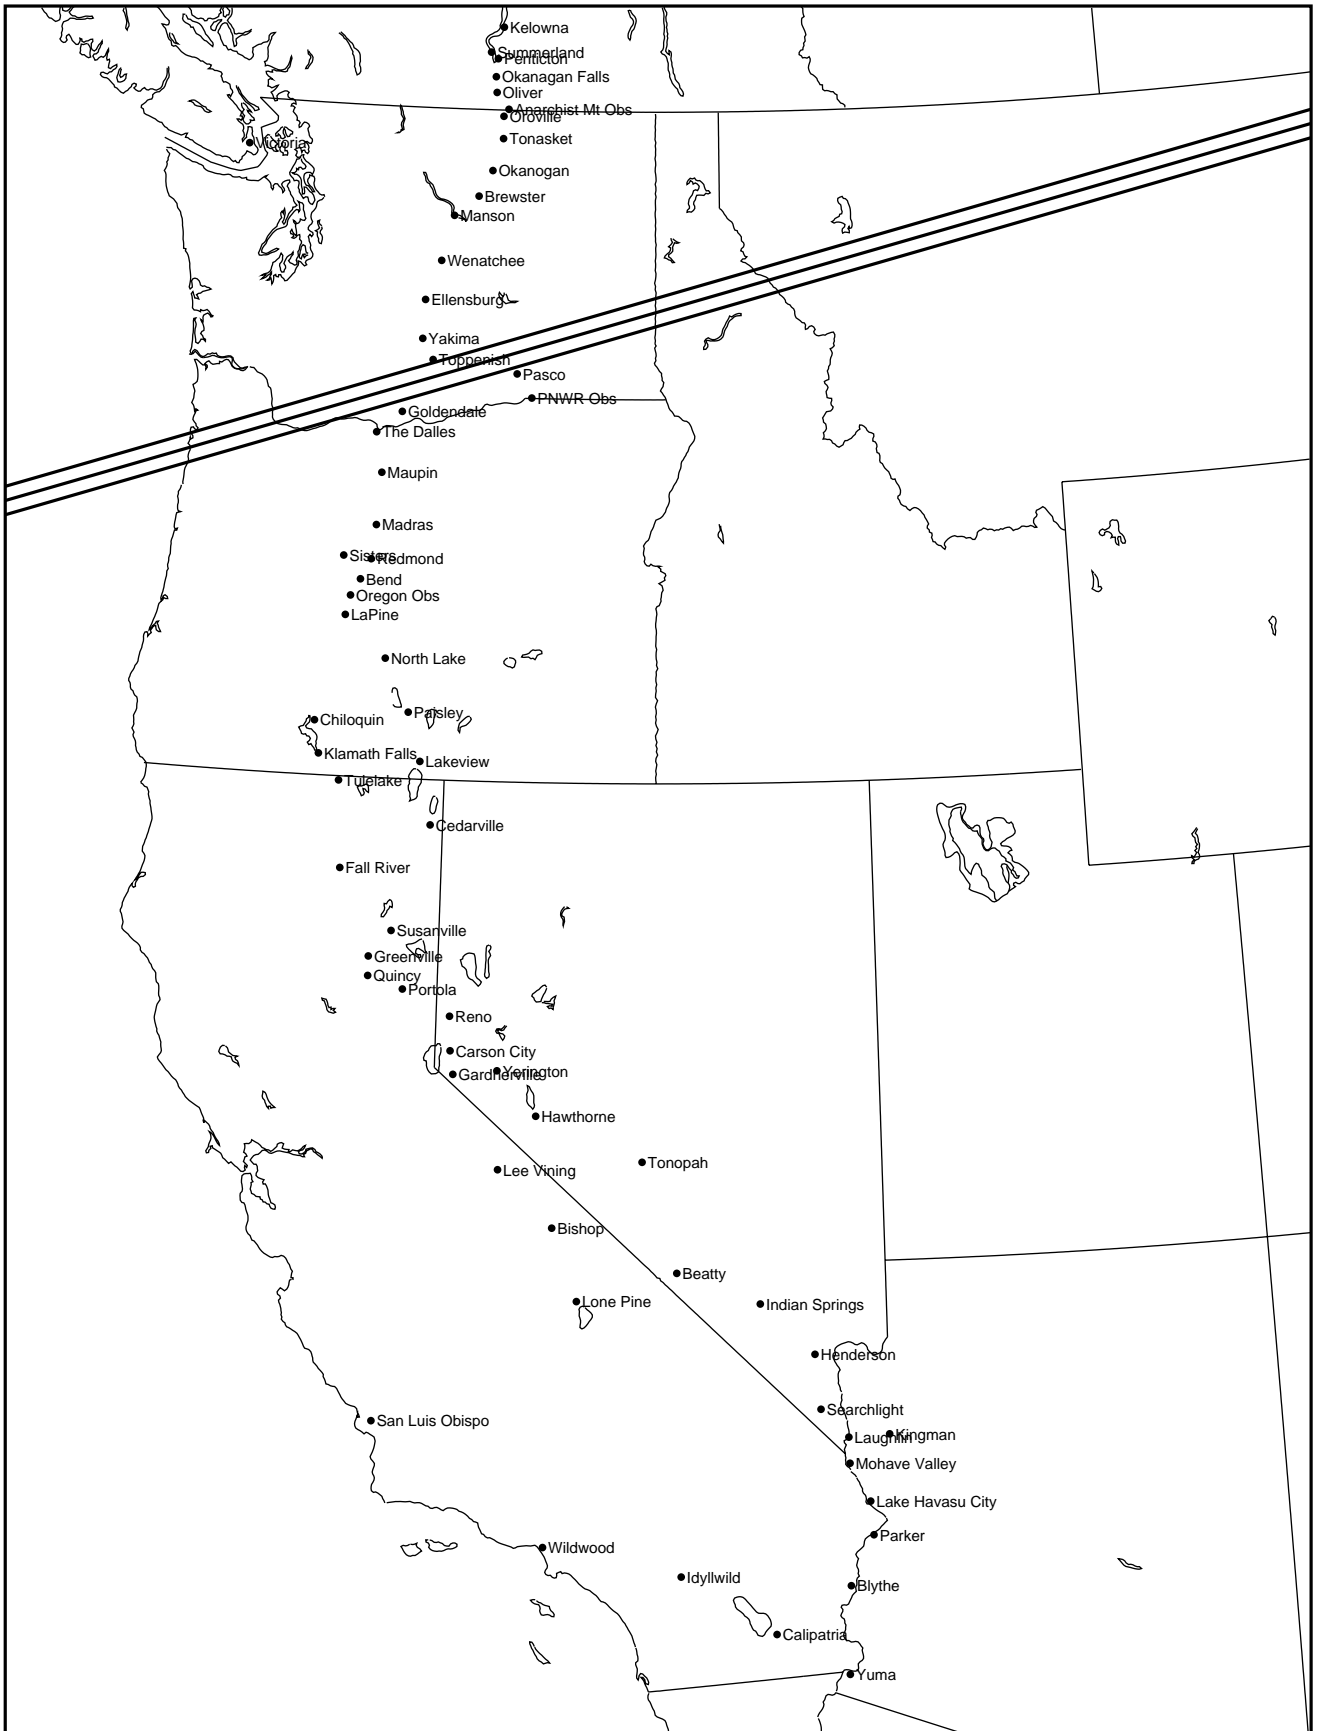 Kelowna
Summerland
Penticton
Okanagan Falls
Oliver
Anarchist Mt Obs
Oroville
Tonasket
Victoria
Okanogan
Brewster
Manson
Wenatchee
Ellensburg
Yakima
Toppenish
Pasco
PNWR Obs
Goldendale
The Dalles
Maupin
Madras
Sisters
Redmond
Bend
Oregon Obs
LaPine
North Lake
Paisley
Chiloquin
Klamath Falls
Lakeview
Tulelake
Cedarville
Fall River
Susanville
Greenville
Quincy
Portola
Reno
Carson City
Yerington
Gardnerville
Hawthorne
Tonopah
Lee Vining
Bishop
Beatty
Lone Pine
Indian Springs
Henderson
Searchlight
San Luis Obispo
Kingman
Laughlin
Mohave Valley
Lake Havasu City
Parker
Wildwood
Idyllwild
Blythe
Calipatria
Yuma